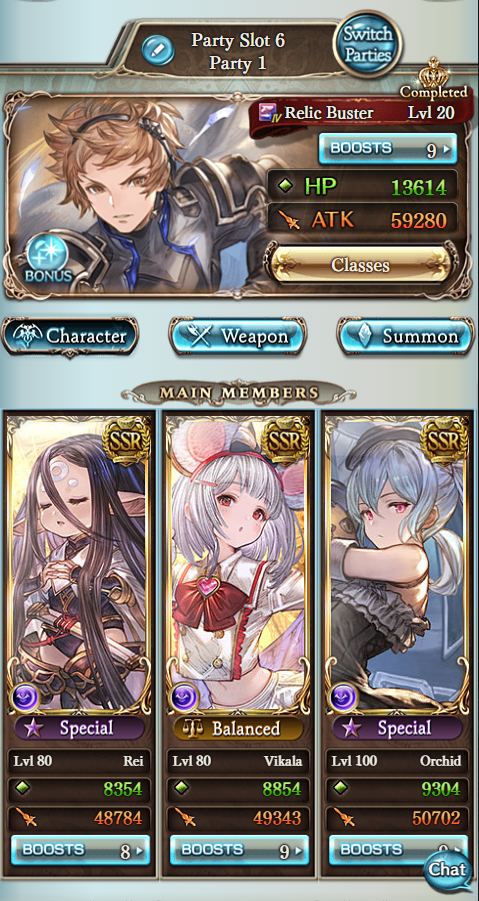 Party Slot 6
Party 1
Switch
Parties
Completed
IV Relic Buster Lvl 20
BOOSTS 9
HP 13614
ATK 59280
BONUS
Classes
Character Weapon Summon
MAIN MEMBERS
SSR SSR SSR
Special Balanced Special
Lvl 80 Rei Lvl 80 Vikala Lvl 100 Orchid
8354 8854 9304
48784 49343 50702
BOOSTS 8 BOOSTS 9 BOOSTS
Chat